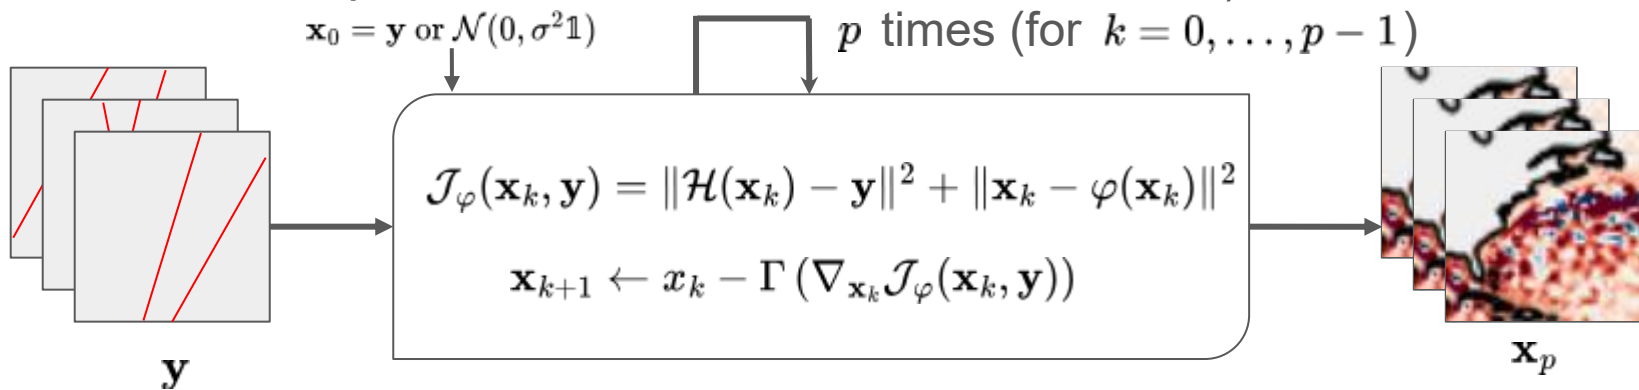 x₀ = y or 𝒩(0, σ²𝟙)
p times (for k = 0, . . . , p − 1)
𝒥_φ(x_k, y) = ‖ℋ(x_k) − y‖² + ‖x_k − φ(x_k)‖²
x_{k+1} ← x_k − Γ (∇_{x_k} 𝒥_φ(x_k, y))
y
x_p